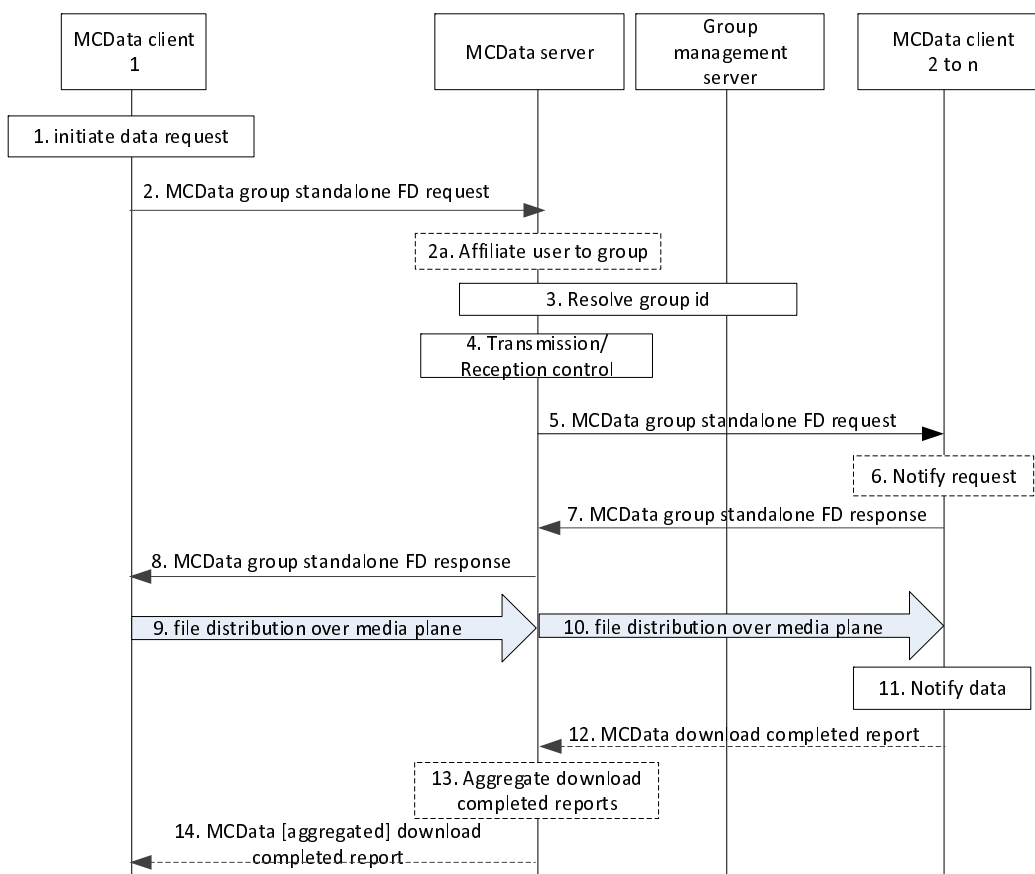 MCData client
1
MCData server
Group
management
server
MCData client
2 to n
1. initiate data request
2. MCData group standalone FD request
2a. Affiliate user to group
3. Resolve group id
4. Transmission/
Reception control
5. MCData group standalone FD request
6. Notify request
7. MCData group standalone FD response
8. MCData group standalone FD response
9. file distribution over media plane
10. file distribution over media plane
11. Notify data
12. MCData download completed report
13. Aggregate download
completed reports
14. MCData [aggregated] download
completed report